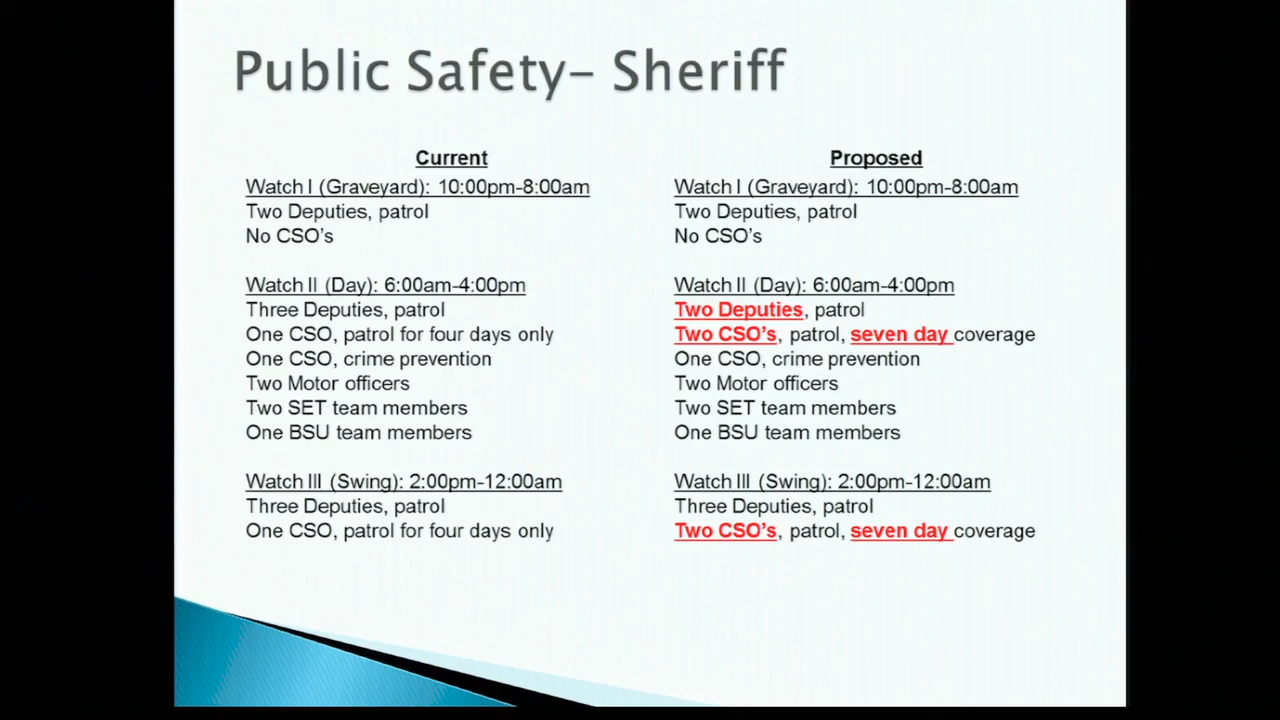 Public Safety– Sheriff
Current
Watch I (Graveyard): 10:00pm-8:00am
Two Deputies, patrol
No CSO's
Watch II (Day): 6:00am-4:00pm
Three Deputies, patrol
One CSO, patrol for four days only
One CSO, crime prevention
Two Motor officers
Two SET team members
One BSU team members
Watch III (Swing): 2:00pm-12:00am
Three Deputies, patrol
One CSO, patrol for four days only
Proposed
Watch I (Graveyard): 10:00pm-8:00am
Two Deputies, patrol
No CSO's
Watch II (Day): 6:00am-4:00pm
Two Deputies, patrol
Two CSO's, patrol, seven day coverage
One CSO, crime prevention
Two Motor officers
Two SET team members
One BSU team members
Watch III (Swing): 2:00pm-12:00am
Three Deputies, patrol
Two CSO's, patrol, seven day coverage